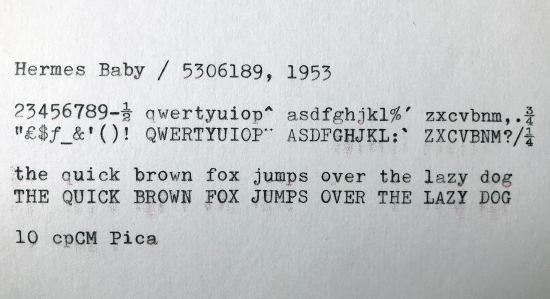 Hermes Baby / 5306189, 1953
23456789-½ qwertyuiop^ asdfghjkl%´ zxcvbnm,.¾
"£$ƒ_&'()! QWERTYUIOP¨ ASDFGHJKL:` ZXCVBNM?/¼
the quick brown fox jumps over the lazy dog
THE QUICK BROWN FOX JUMPS OVER THE LAZY DOG
10 cpCM Pica